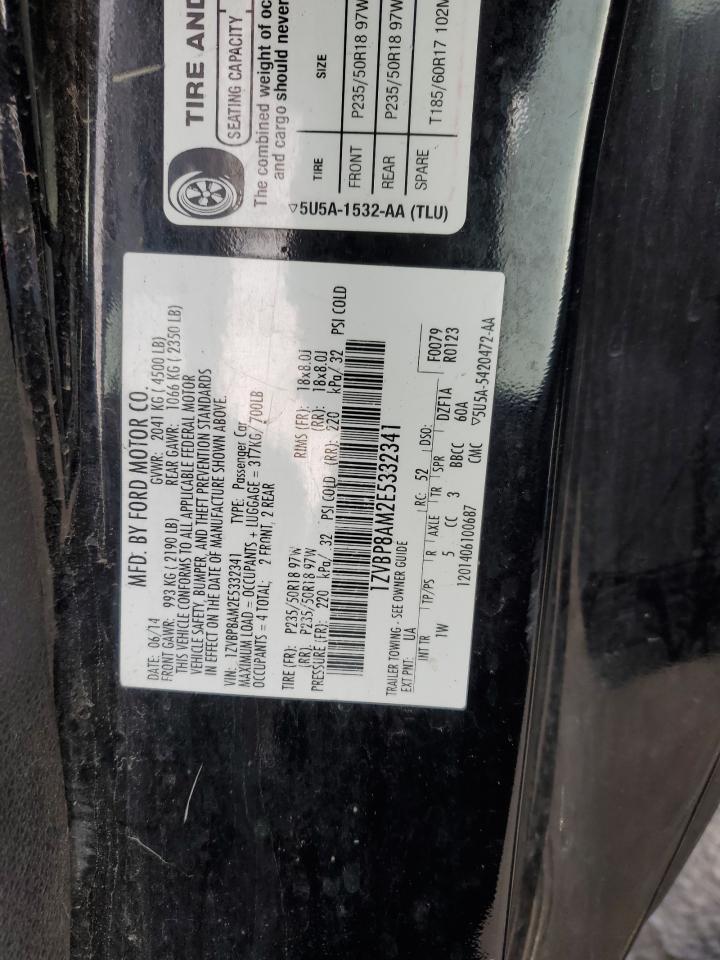 TIRE AND
SEATING CAPACITY
The combined weight of oc
and cargo should never
TIRE SIZE
FRONT P235/50R18 97W
REAR P235/50R18 97W
SPARE T185/60R17 102M
▽5U5A-1532-AA (TLU)
MFD. BY FORD MOTOR CO.
DATE: 06/14 GVWR: 2041 KG ( 4500 LB)
FRONT GAWR: 993 KG ( 2190 LB) REAR GAWR: 1066 KG ( 2350 LB)
THIS VEHICLE CONFORMS TO ALL APPLICABLE FEDERAL MOTOR
VEHICLE SAFETY, BUMPER, AND THEFT PREVENTION STANDARDS
IN EFFECT ON THE DATE OF MANUFACTURE SHOWN ABOVE.
VIN: 1ZVBP8AM2E5332341 TYPE: Passenger Car
MAXIMUM LOAD = OCCUPANTS + LUGGAGE = 317KG/ 700LB
OCCUPANTS = 4 TOTAL; 2 FRONT, 2 REAR
TIRE (FR): P235/50R18 97W RIMS (FR): 18x8.0J
(RR): P235/50R18 97W (RR): 18x8.0J
PRESSURE (FR): 220 kPa/ 32 PSI COLD (RR): 220 kPa/ 32 PSI COLD
1ZVBP8AM2E5332341
TRAILER TOWING - SEE OWNER GUIDE
EXT PNT: UA RC: 52 DSO: F0079
INT TR TP/PS R AXLE TR SPR DZF1A R0123
1W 5 CC 3 BBCC 60A
1201406100687 CMC ▽5U5A-5420472-AA